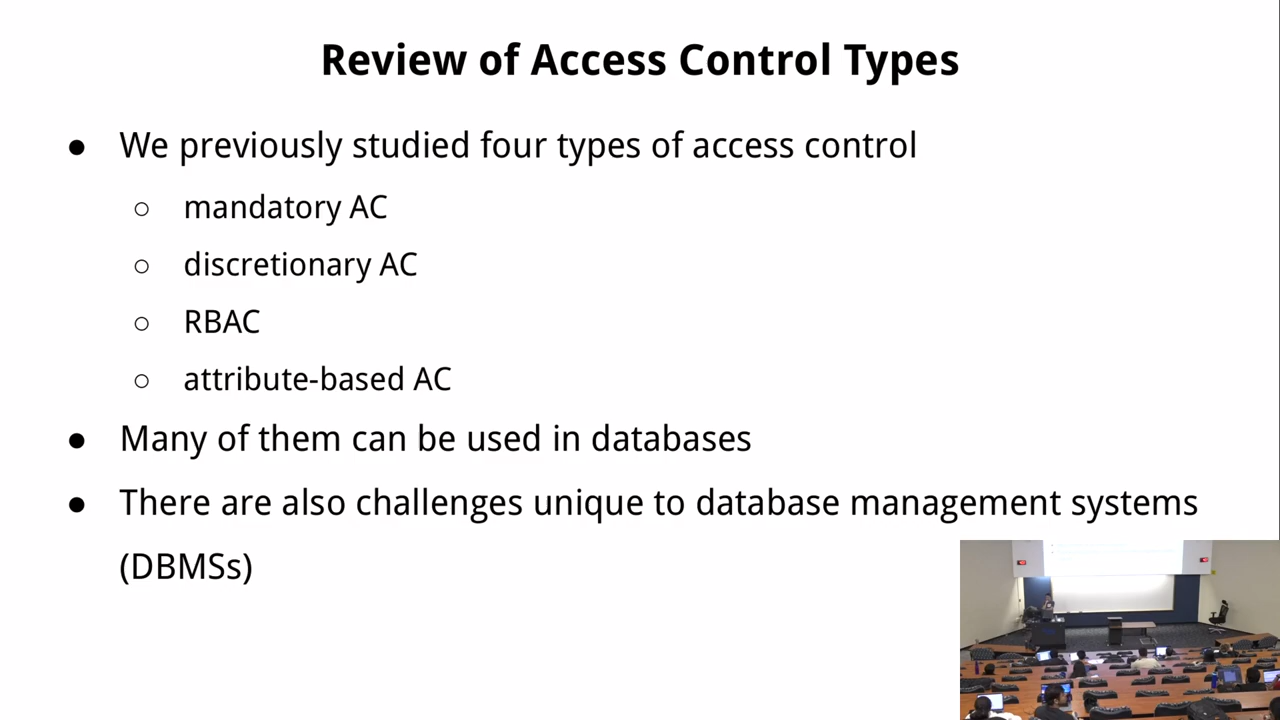 Review of Access Control Types
● We previously studied four types of access control
○ mandatory AC
○ discretionary AC
○ RBAC
○ attribute-based AC
● Many of them can be used in databases
● There are also challenges unique to database management systems
(DBMSs)